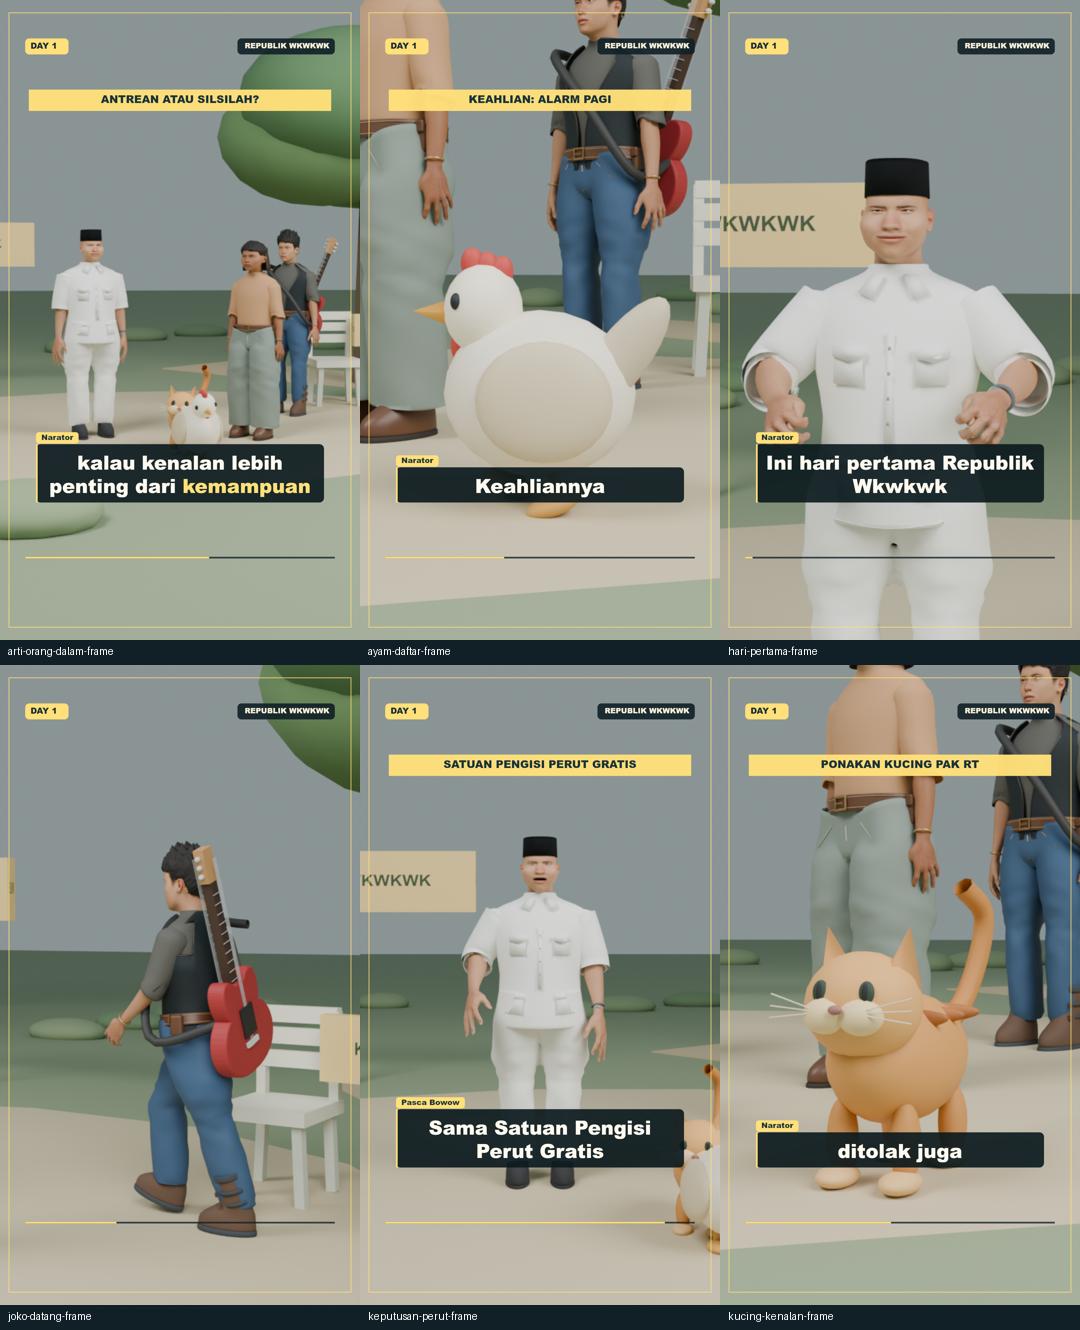 DAY 1
REPUBLIK WKWKWK
ANTREAN ATAU SILSILAH?
K
Narator
kalau kenalan lebih
penting dari kemampuan
arti-orang-dalam-frame
DAY 1
REPUBLIK WKWKWK
KEAHLIAN: ALARM PAGI
Narator
Keahliannya
ayam-daftar-frame
DAY 1
REPUBLIK WKWKWK
KWKWK
Narator
Ini hari pertama Republik
Wkwkwk
hari-pertama-frame
DAY 1
REPUBLIK WKWKWK
K
joko-datang-frame
DAY 1
REPUBLIK WKWKWK
SATUAN PENGISI PERUT GRATIS
KWKWK
Pasca Bowow
Sama Satuan Pengisi
Perut Gratis
keputusan-perut-frame
DAY 1
REPUBLIK WKWKWK
PONAKAN KUCING PAK RT
Narator
ditolak juga
kucing-kenalan-frame